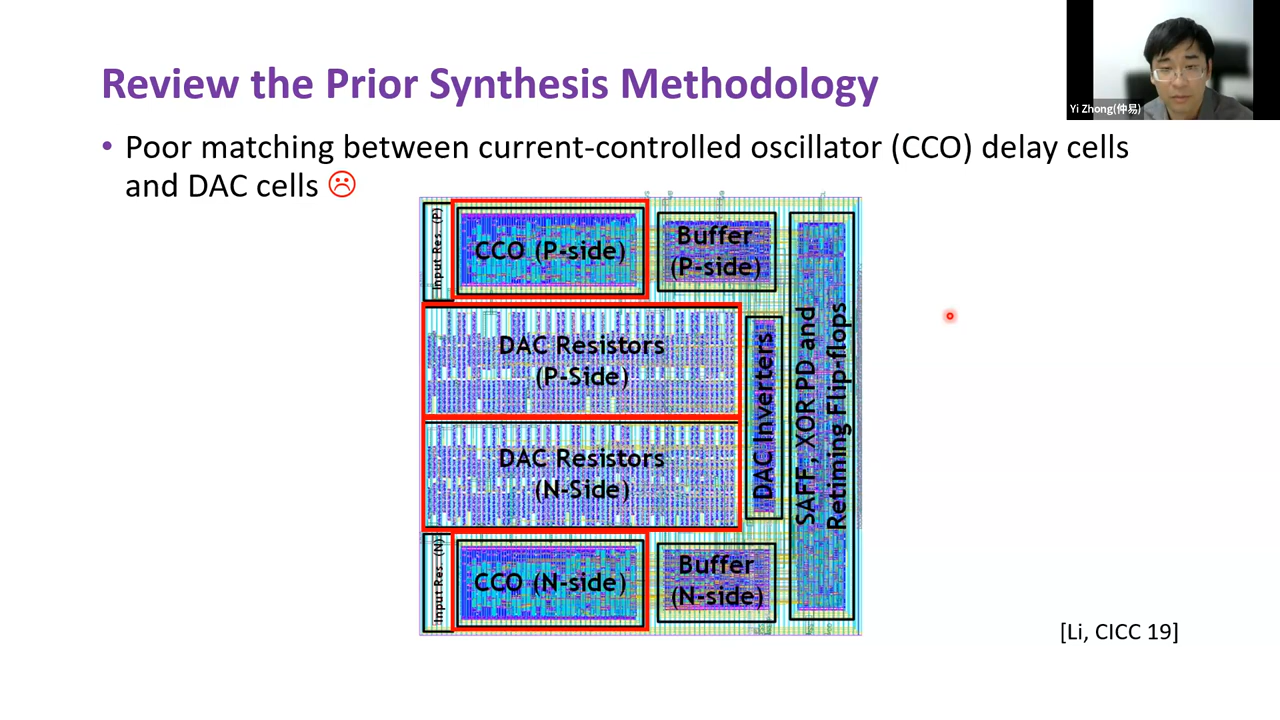 Review the Prior Synthesis Methodology
Yi Zhong(仲易)
• Poor matching between current-controlled oscillator (CCO) delay cells
and DAC cells ☹
Input Res. (P)
CCO (P-side)
Buffer
(P-side)
DAC Resistors
(P-Side)
DAC Resistors
(N-Side)
DAC Inverters
SAFF, XOR PD and
Retiming Flip-flops
Input Res. (N)
CCO (N-side)
Buffer
(N-side)
[Li, CICC 19]